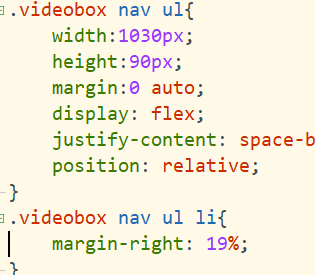 .videobox nav ul{
width:1030px;
height:90px;
margin:0 auto;
display: flex;
justify-content: space-b
position: relative;
}
.videobox nav ul li{
margin-right: 19%;
}